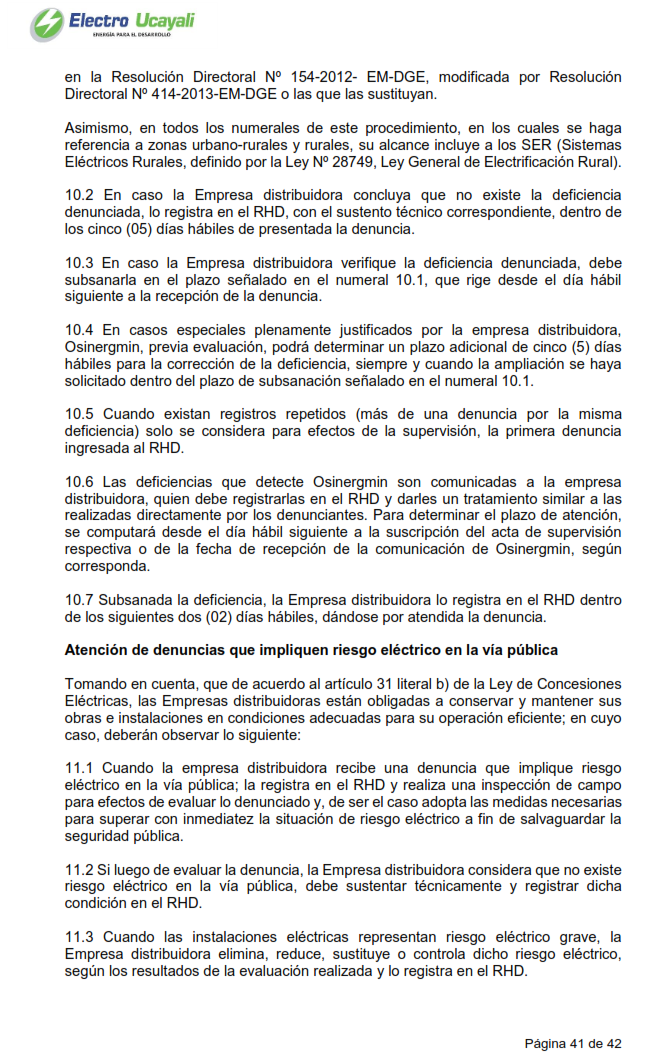 Electro Ucayali
ENERGÍA PARA EL DESARROLLO
en la Resolución Directoral Nº 154-2012- EM-DGE, modificada por Resolución
Directoral Nº 414-2013-EM-DGE o las que las sustituyan.
Asimismo, en todos los numerales de este procedimiento, en los cuales se haga
referencia a zonas urbano-rurales y rurales, su alcance incluye a los SER (Sistemas
Eléctricos Rurales, definido por la Ley Nº 28749, Ley General de Electrificación Rural).
10.2 En caso la Empresa distribuidora concluya que no existe la deficiencia
denunciada, lo registra en el RHD, con el sustento técnico correspondiente, dentro de
los cinco (05) días hábiles de presentada la denuncia.
10.3 En caso la Empresa distribuidora verifique la deficiencia denunciada, debe
subsanarla en el plazo señalado en el numeral 10.1, que rige desde el día hábil
siguiente a la recepción de la denuncia.
10.4 En casos especiales plenamente justificados por la empresa distribuidora,
Osinergmin, previa evaluación, podrá determinar un plazo adicional de cinco (5) días
hábiles para la corrección de la deficiencia, siempre y cuando la ampliación se haya
solicitado dentro del plazo de subsanación señalado en el numeral 10.1.
10.5 Cuando existan registros repetidos (más de una denuncia por la misma
deficiencia) solo se considera para efectos de la supervisión, la primera denuncia
ingresada al RHD.
10.6 Las deficiencias que detecte Osinergmin son comunicadas a la empresa
distribuidora, quien debe registrarlas en el RHD y darles un tratamiento similar a las
realizadas directamente por los denunciantes. Para determinar el plazo de atención,
se computará desde el día hábil siguiente a la suscripción del acta de supervisión
respectiva o de la fecha de recepción de la comunicación de Osinergmin, según
corresponda.
10.7 Subsanada la deficiencia, la Empresa distribuidora lo registra en el RHD dentro
de los siguientes dos (02) días hábiles, dándose por atendida la denuncia.
Atención de denuncias que impliquen riesgo eléctrico en la vía pública
Tomando en cuenta, que de acuerdo al artículo 31 literal b) de la Ley de Concesiones
Eléctricas, las Empresas distribuidoras están obligadas a conservar y mantener sus
obras e instalaciones en condiciones adecuadas para su operación eficiente; en cuyo
caso, deberán observar lo siguiente:
11.1 Cuando la empresa distribuidora recibe una denuncia que implique riesgo
eléctrico en la vía pública; la registra en el RHD y realiza una inspección de campo
para efectos de evaluar lo denunciado y, de ser el caso adopta las medidas necesarias
para superar con inmediatez la situación de riesgo eléctrico a fin de salvaguardar la
seguridad pública.
11.2 Si luego de evaluar la denuncia, la Empresa distribuidora considera que no existe
riesgo eléctrico en la vía pública, debe sustentar técnicamente y registrar dicha
condición en el RHD.
11.3 Cuando las instalaciones eléctricas representan riesgo eléctrico grave, la
Empresa distribuidora elimina, reduce, sustituye o controla dicho riesgo eléctrico,
según los resultados de la evaluación realizada y lo registra en el RHD.
Página 41 de 42